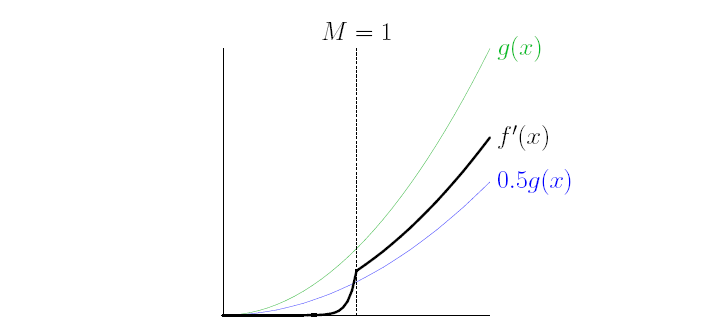 M = 1
g(x)
f′(x)
0.5g(x)